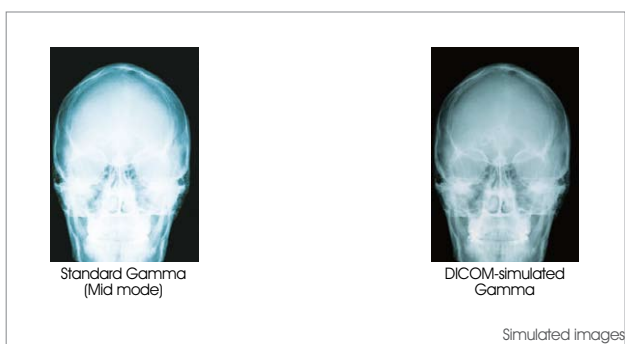 Standard Gamma
(Mid mode)
DICOM-simulated
Gamma
Simulated images